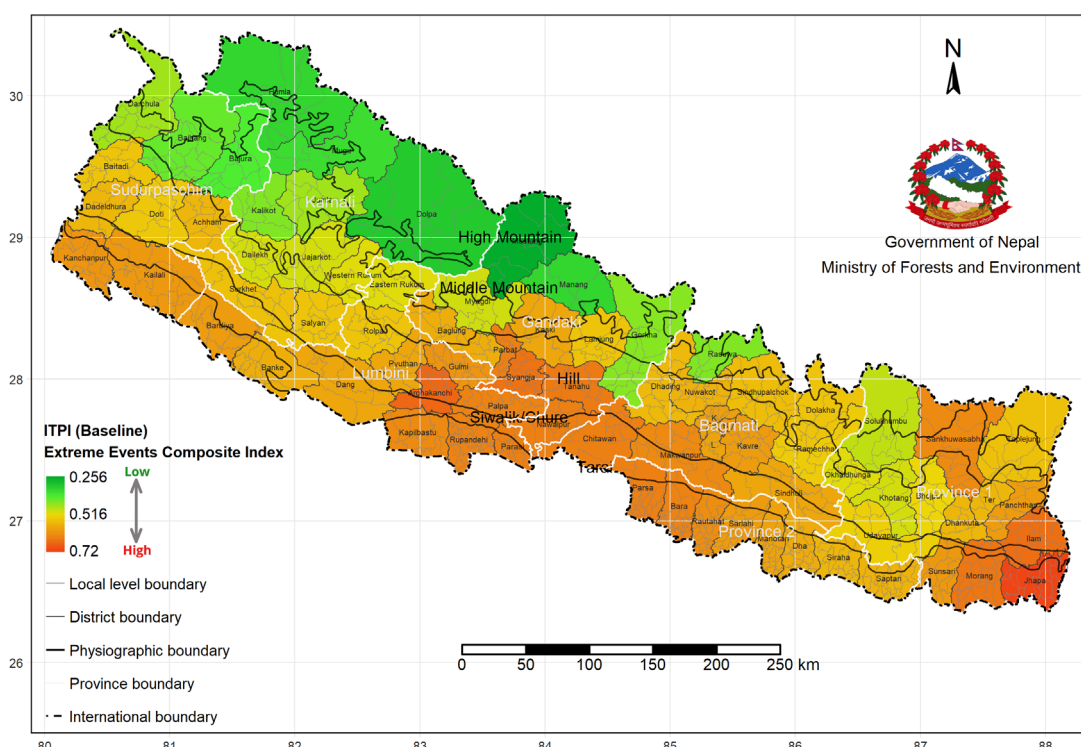 N
Government of Nepal
Ministry of Forests and Environment
30
29
28
27
26
80
81
82
83
84
85
86
87
88
Humla
Darchula
Bajhang
Mugu
Bajura
Baitadi
Sudurpaschim
Karnali
Dolpa
Dadeldhura
Doti
Achham
Kalikot
High Mountain
Kanchanpur
Kailali
Dailekh
Jajarkot
Western Rukum
Eastern Rukum
Middle Mountain
Manang
Surkhet
Myagdi
Bardiya
Salyan
Rolpa
Baglung
Gandaki
Kaski
Lamjung
Gorkha
Rasuwa
Banke
Dang
Pyuthan
Lumbini
Gulmi
Parbat
Syangja
Hill
Tanahu
Dhading
Nuwakot
Sindhupalchok
Dolakha
Arghakanchi
Palpa
Siwalik/Chure
Nawalpur
Kapilbastu
Rupandehi
Parasi
Chitawan
Bagmati
K
L
Kavre
Makwanpur
Ramechhap
Solukhumbu
Sankhuwasabha
Taplejung
Tarai
Parsa
Bara
Rautahat
Sarlahi
Sindhuli
Okhaldhunga
Khotang
Bhojpur
Province 1
Ter
Panchthar
Province 2
Mahottari
Dha
Siraha
Saptari
Udayapur
Dhankuta
Sunsari
Morang
Ilam
Jhapa
ITPI (Baseline)
Extreme Events Composite Index
0.256
Low
0.516
0.72
High
Local level boundary
District boundary
Physiographic boundary
Province boundary
International boundary
0
50
100
150
200
250 km